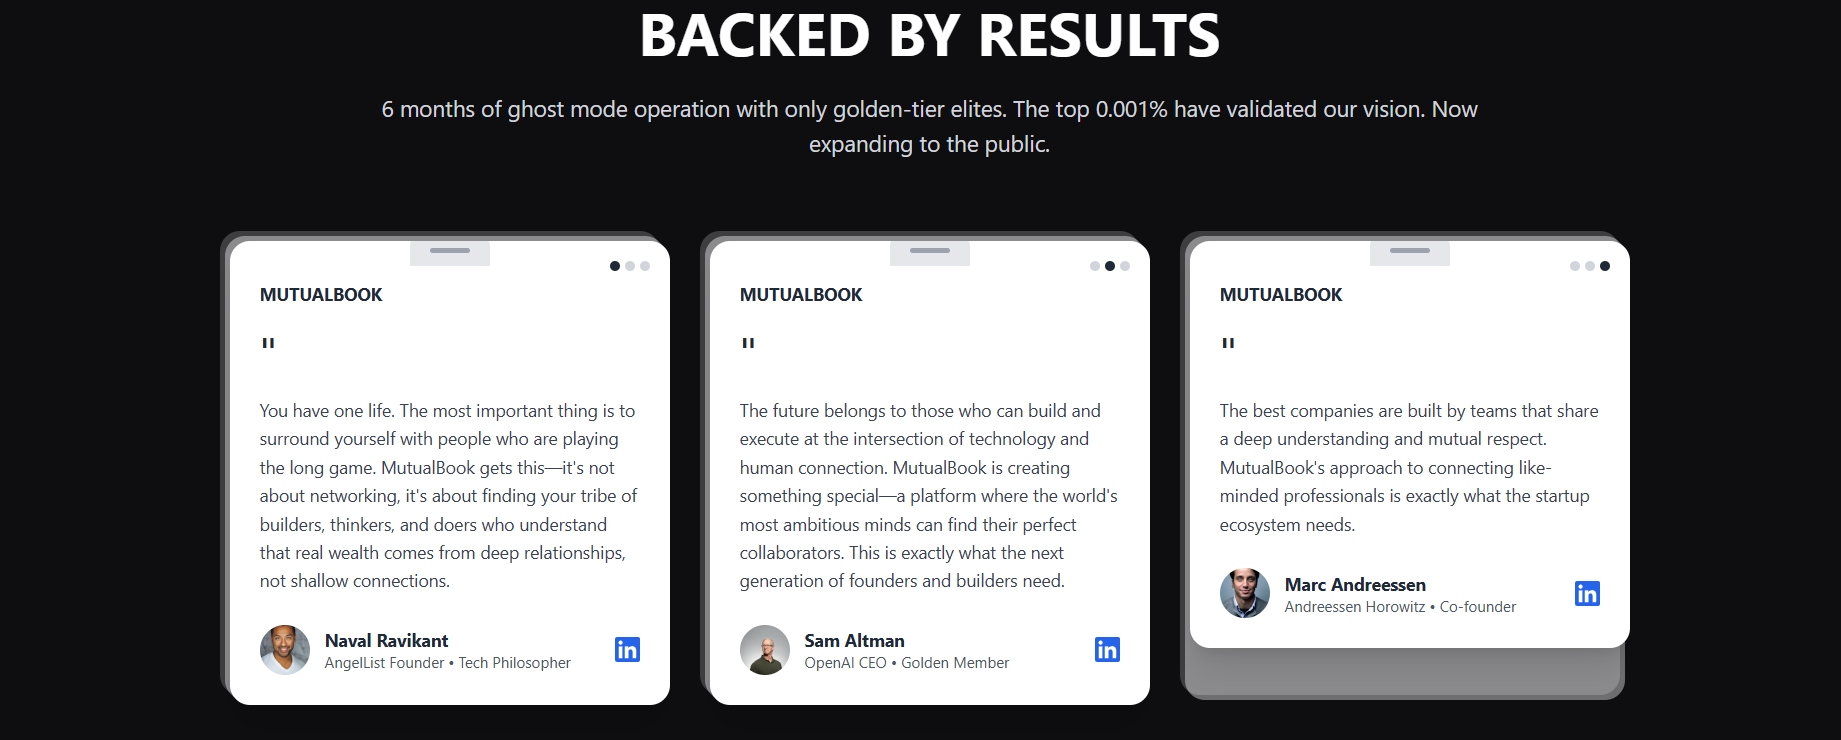 BACKED BY RESULTS
6 months of ghost mode operation with only golden-tier elites. The top 0.001% have validated our vision. Now
expanding to the public.
MUTUALBOOK
"
You have one life. The most important thing is to
surround yourself with people who are playing
the long game. MutualBook gets this—it's not
about networking, it's about finding your tribe of
builders, thinkers, and doers who understand
that real wealth comes from deep relationships,
not shallow connections.
Naval Ravikant
AngelList Founder • Tech Philosopher
in
MUTUALBOOK
"
The future belongs to those who can build and
execute at the intersection of technology and
human connection. MutualBook is creating
something special—a platform where the world's
most ambitious minds can find their perfect
collaborators. This is exactly what the next
generation of founders and builders need.
Sam Altman
OpenAI CEO • Golden Member
in
MUTUALBOOK
"
The best companies are built by teams that share
a deep understanding and mutual respect.
MutualBook's approach to connecting like-
minded professionals is exactly what the startup
ecosystem needs.
Marc Andreessen
Andreessen Horowitz • Co-founder
in